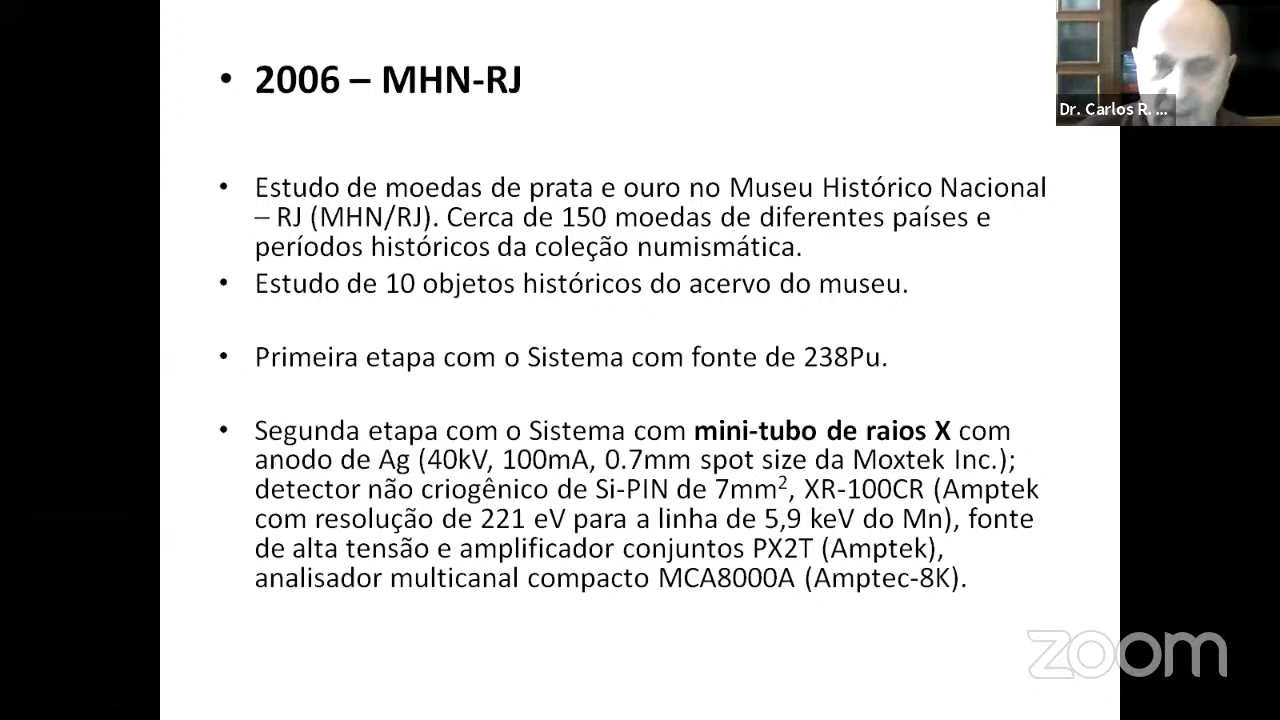 • 2006 – MHN-RJ
Dr. Carlos R. ...
• Estudo de moedas de prata e ouro no Museu Histórico Nacional
– RJ (MHN/RJ). Cerca de 150 moedas de diferentes países e
períodos históricos da coleção numismática.
• Estudo de 10 objetos históricos do acervo do museu.
• Primeira etapa com o Sistema com fonte de 238Pu.
• Segunda etapa com o Sistema com mini-tubo de raios X com
anodo de Ag (40kV, 100mA, 0.7mm spot size da Moxtek Inc.);
detector não criogênico de Si-PIN de 7mm², XR-100CR (Amptek
com resolução de 221 eV para a linha de 5,9 keV do Mn), fonte
de alta tensão e amplificador conjuntos PX2T (Amptek),
analisador multicanal compacto MCA8000A (Amptec-8K).
zoom